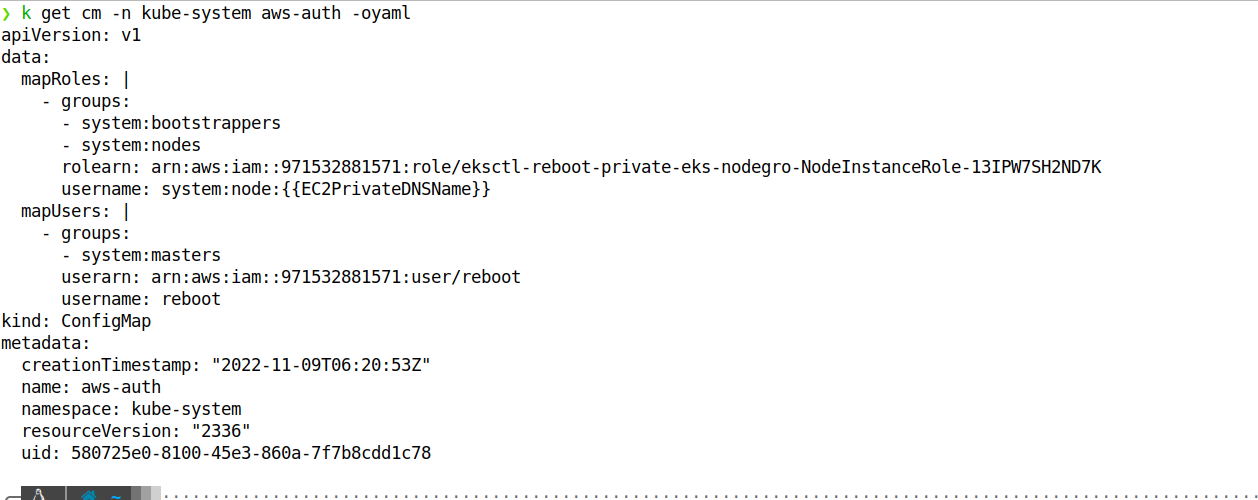 ❯ k get cm -n kube-system aws-auth -oyaml
apiVersion: v1
data:
  mapRoles: |
    - groups:
      - system:bootstrappers
      - system:nodes
      rolearn: arn:aws:iam::971532881571:role/eksctl-reboot-private-eks-nodegro-NodeInstanceRole-13IPW7SH2ND7K
      username: system:node:{{EC2PrivateDNSName}}
  mapUsers: |
    - groups:
      - system:masters
      userarn: arn:aws:iam::971532881571:user/reboot
      username: reboot
kind: ConfigMap
metadata:
  creationTimestamp: "2022-11-09T06:20:53Z"
  name: aws-auth
  namespace: kube-system
  resourceVersion: "2336"
  uid: 580725e0-8100-45e3-860a-7f7b8cdd1c78
~